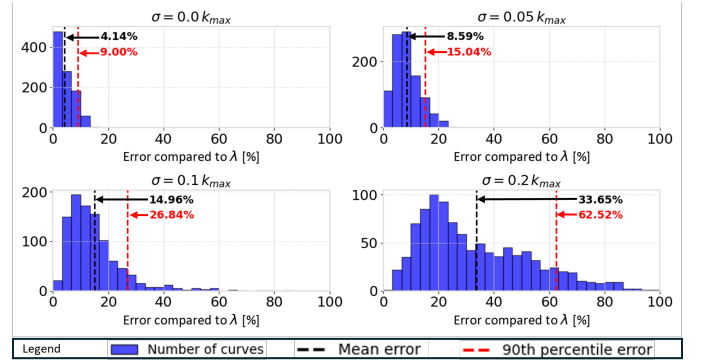 σ = 0.0 k_max
4.14%
9.00%
400
200
0
0 20 40 60 80 100
Error compared to λ [%]
σ = 0.05 k_max
8.59%
15.04%
200
0
0 20 40 60 80 100
Error compared to λ [%]
σ = 0.1 k_max
14.96%
26.84%
200
100
0
0 20 40 60 80 100
Error compared to λ [%]
σ = 0.2 k_max
33.65%
62.52%
100
50
0
0 20 40 60 80 100
Error compared to λ [%]
Legend Number of curves Mean error 90th percentile error